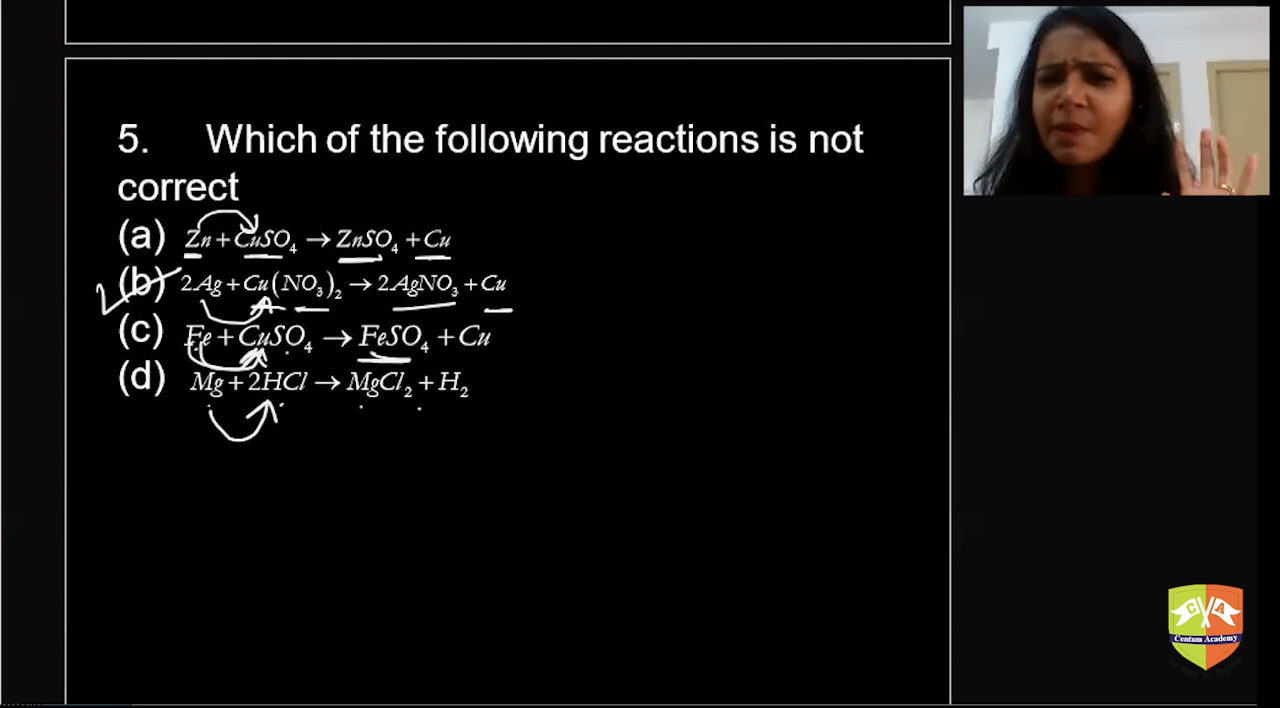 5. Which of the following reactions is not
correct
(a) Zn + CuSO₄ → ZnSO₄ + Cu
(b) 2Ag + Cu(NO₃)₂ → 2AgNO₃ + Cu
(c) Fe + CuSO₄ → FeSO₄ + Cu
(d) Mg + 2HCl → MgCl₂ + H₂
C A
Centum Academy